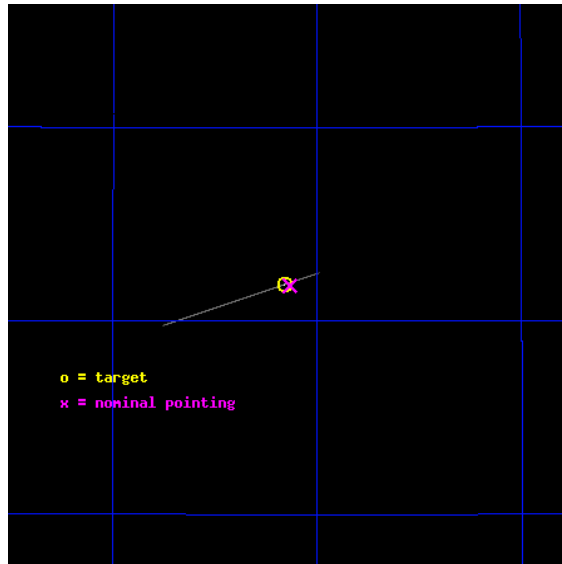 o = target
x = nominal pointing